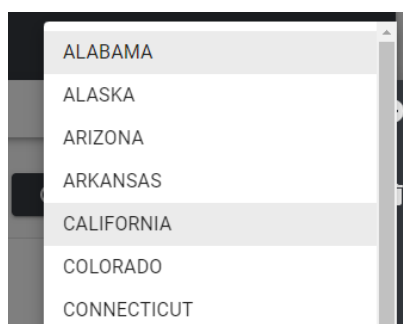 ALABAMA
ALASKA
ARIZONA
ARKANSAS
CALIFORNIA
COLORADO
CONNECTICUT